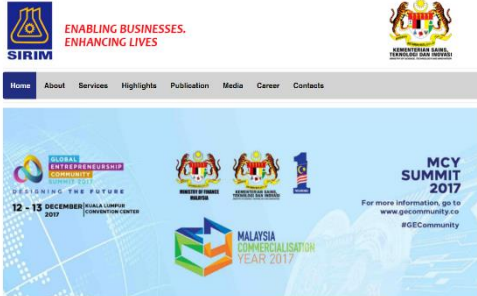 SIRIM
ENABLING BUSINESSES.
ENHANCING LIVES
KEMENTERIAN SAINS,
TEKNOLOGI DAN INOVASI
Home About Services Highlights Publication Media Career Contacts
GLOBAL
ENTREPRENEURSHIP
COMMUNITY
SUMMIT 2017
DESIGNING THE FUTURE
12 - 13 DECEMBER 2017
KUALA LUMPUR
CONVENTION CENTER
MINISTRY OF FINANCE
MALAYSIA
KEMENTERIAN SAINS,
TEKNOLOGI DAN INOVASI
1
MALAYSIA
COMMERCIALISATION
YEAR 2017
MCY
SUMMIT
2017
For more information, go to
www.gecommunity.co
#GECommunity